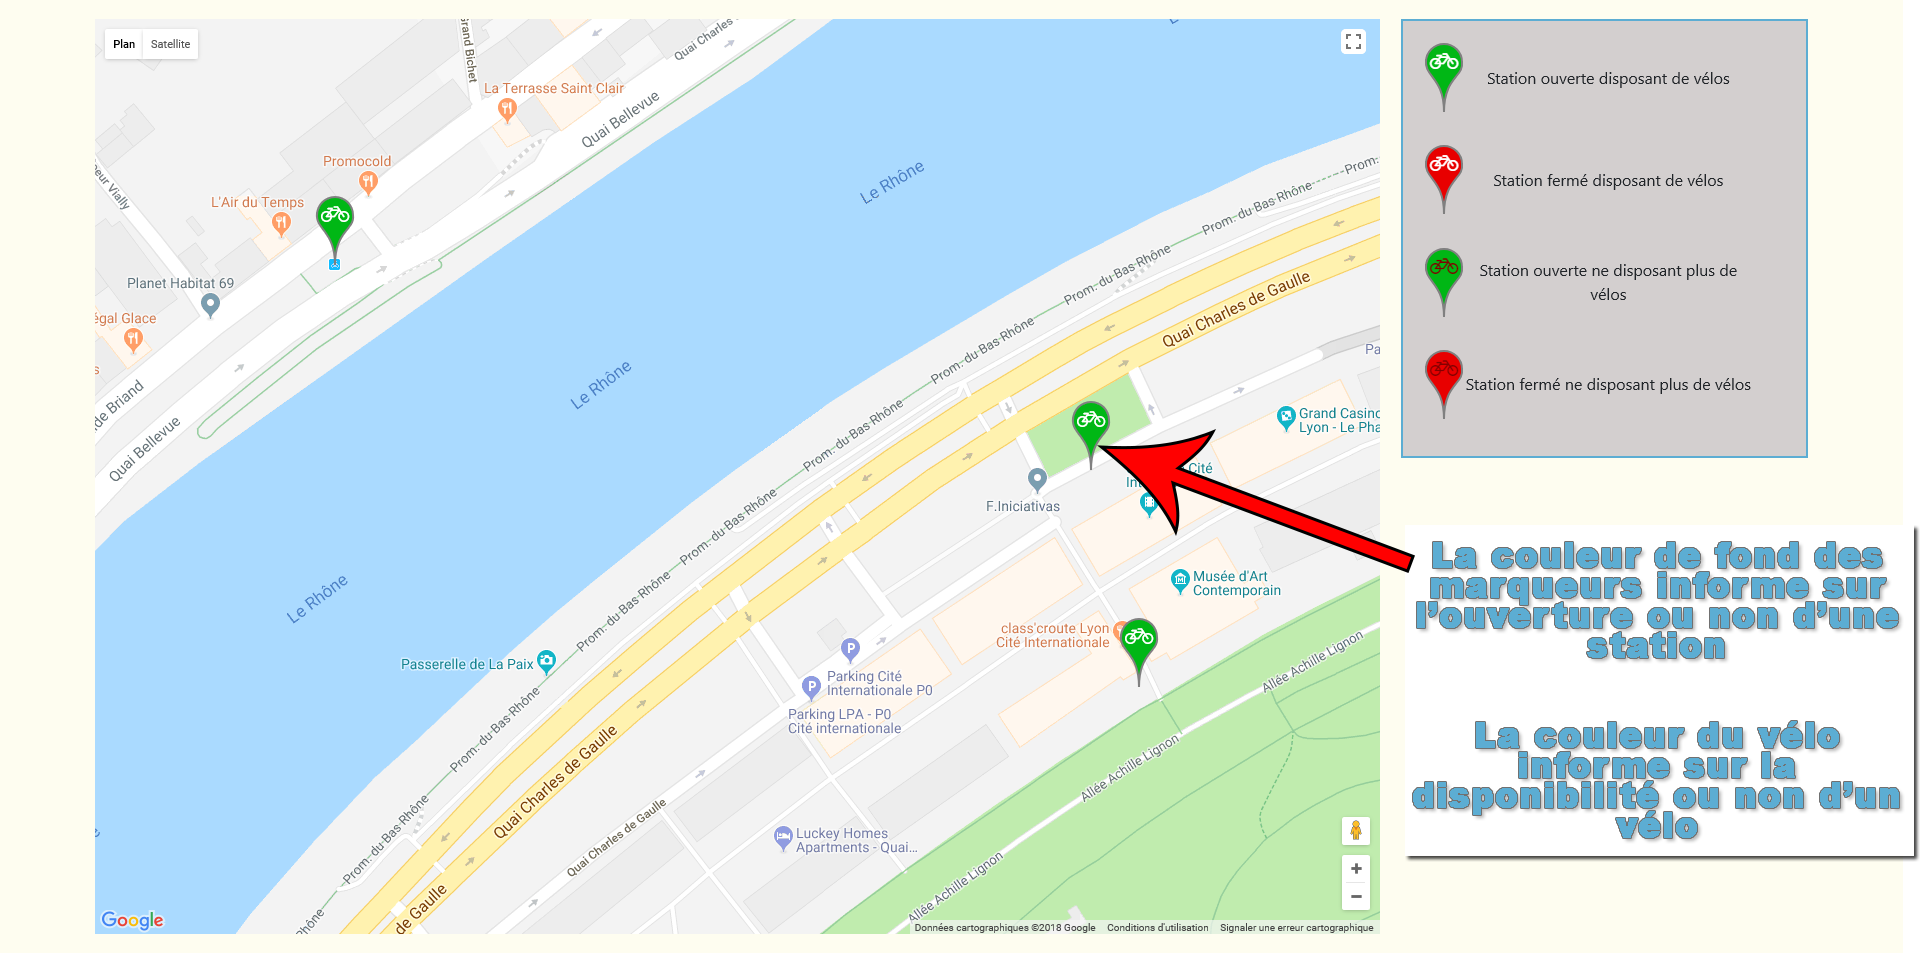 Plan
Satellite
Grand Bichet
Quai Charles
La Terrasse Saint Clair
Quai Bellevue
Promocold
L'Air du Temps
Planet Habitat 69
égal Glace
eur Vially
de Briand
Quai Bellevue
Le Rhône
Le Rhône
Le Rhône
Prom.
Prom. du Bas Rhône
Prom. du Bas Rhône
Prom. du Bas Rhône
Prom. du Bas Rhône
Prom. du Bas Rhône
Prom. du Bas Rhône
Prom. du Bas Rhône
Prom. du Bas Rhône
Prom. du Bas Rhône
Rhône
Quai Charles de Gaulle
Pa
Grand Casino
Lyon - Le Pha
Cité
Int
F.Iniciativas
Musée d'Art
Contemporain
class'croute Lyon
Cité Internationale
Passerelle de La Paix
P
Parking Cité
Internationale P0
P
Parking LPA - P0
Cité internationale
Quai Charles de Gaulle
Quai Charles de Gaulle
de Gaulle
Luckey Homes
Apartments - Quai...
Allée Achille Lignon
Allée Achille Lignon
Allée Achille Lignon
+
−
Google
Données cartographiques ©2018 Google
Conditions d'utilisation
Signaler une erreur cartographique
Station ouverte disposant de vélos
Station fermé disposant de vélos
Station ouverte ne disposant plus de
vélos
Station fermé ne disposant plus de vélos
La couleur de fond des
marqueurs informe sur
l'ouverture ou non d'une
station
La couleur du vélo
informe sur la
disponibilité ou non d'un
vélo